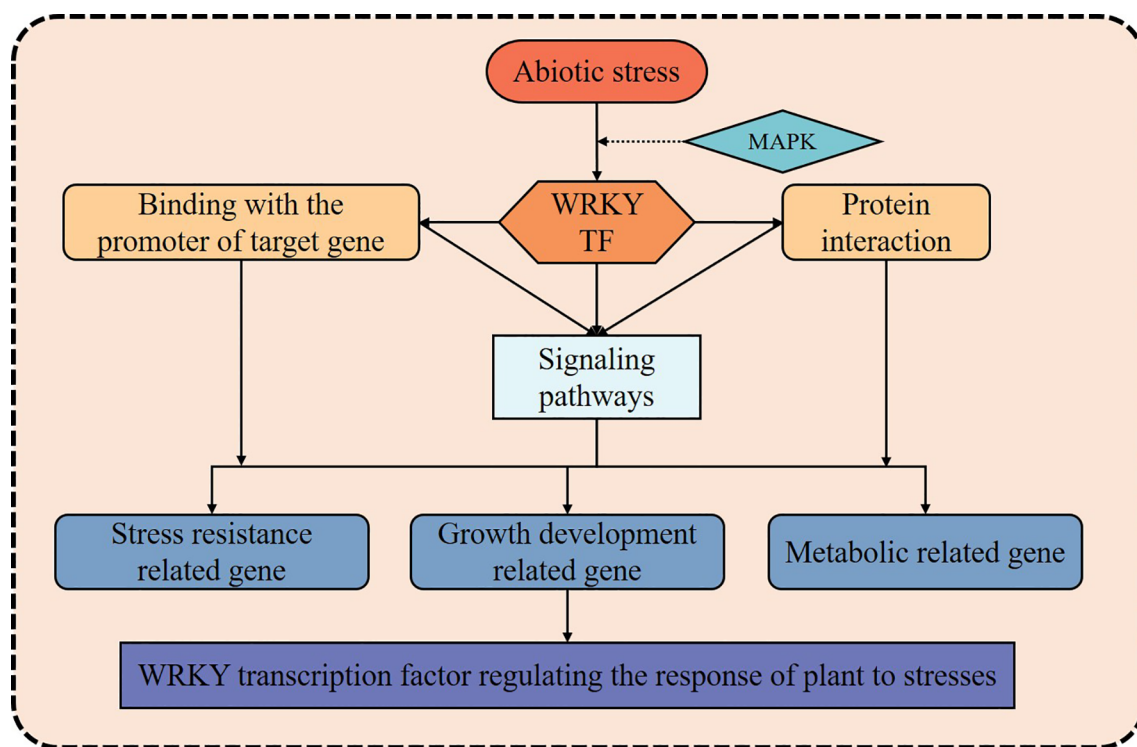 Abiotic stress
MAPK
Binding with the
promoter of target gene
WRKY
TF
Protein
interaction
Signaling
pathways
Stress resistance
related gene
Growth development
related gene
Metabolic related gene
WRKY transcription factor regulating the response of plant to stresses